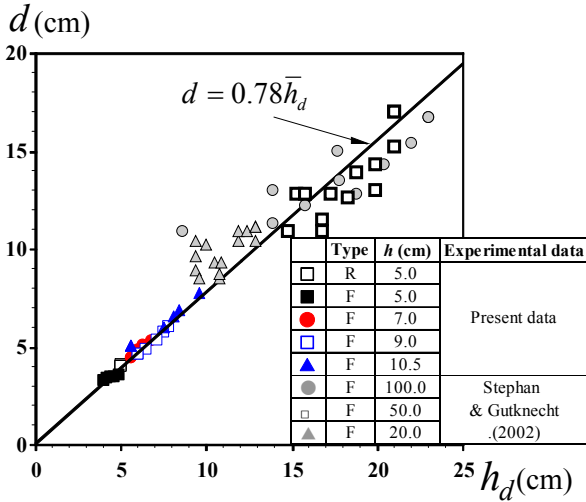 d (cm)
20
15
10
5
0
d = 0.78h̅_d
Type h (cm) Experimental data
R 5.0
F 5.0
F 7.0
F 9.0
F 10.5
Present data
F 100.0
F 50.0
F 20.0
Stephan
& Gutknecht
.(2002)
0 5 10 15 20 25
h_d (cm)